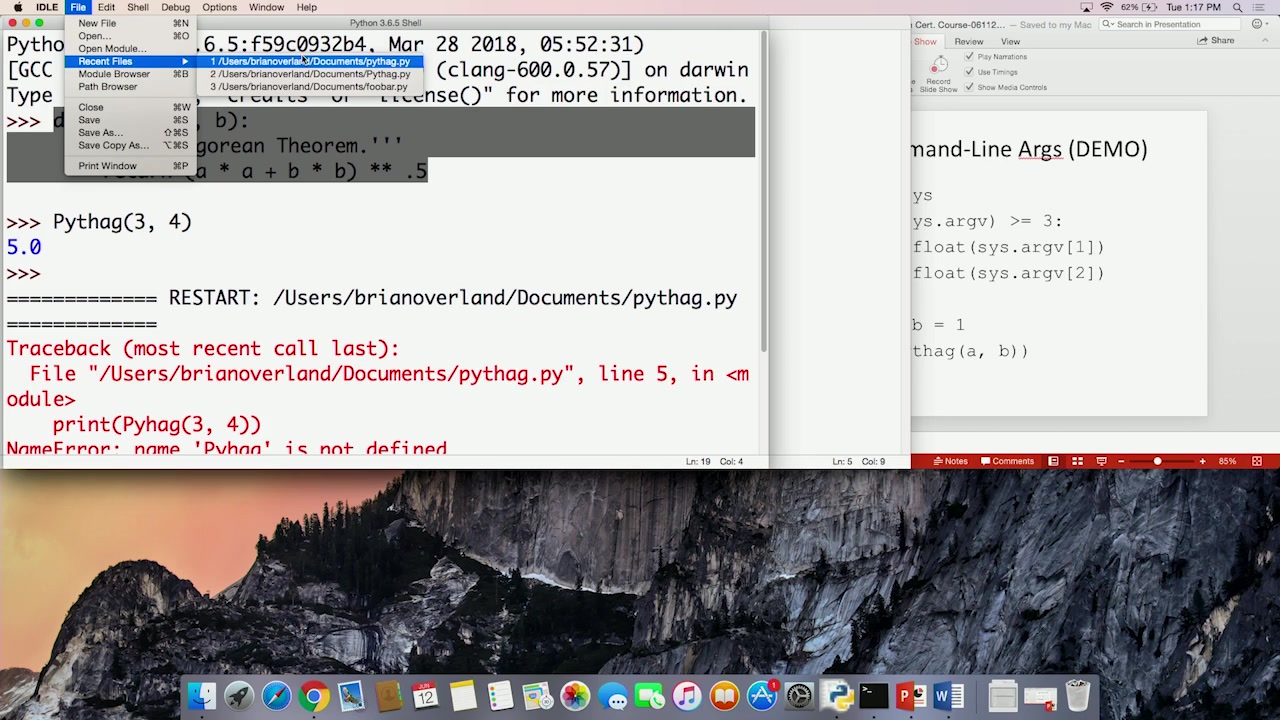 IDLE File Edit Shell Debug Options Window Help
62% Tue 1:17 PM
Python 3.6.5 Shell
New File ⌘N
Open... ⌘O
Open Module...
Recent Files
Module Browser ⌘B
Path Browser
Close ⌘W
Save ⌘S
Save As... ⇧⌘S
Save Copy As... ⌥⌘S
Print Window ⌘P
1 /Users/brianoverland/Documents/pythag.py
2 /Users/brianoverland/Documents/Pythag.py
3 /Users/brianoverland/Documents/foobar.py
Pytho .6.5:f59c0932b4, Mar 28 2018, 05:52:31)
[GCC (clang-600.0.57)] on darwin
Type "credits" or "license()" for more information.
>>> d , b):
gorean Theorem.'''
a * a + b * b) ** .5
>>> Pythag(3, 4)
5.0
>>>
============= RESTART: /Users/brianoverland/Documents/pythag.py
=============
Traceback (most recent call last):
File "/Users/brianoverland/Documents/pythag.py", line 5, in <m
odule>
print(Pyhag(3, 4))
NameError: name 'Pyhag' is not defined
Ln: 19 Col: 4
Ln: 5 Col: 9
Cert. Course-06112... — Saved to my Mac
Search in Presentation
Show Review View
Share
Record
Slide Show
Play Narrations
Use Timings
Show Media Controls
mand-Line Args (DEMO)
ys
ys.argv) >= 3:
float(sys.argv[1])
float(sys.argv[2])
b = 1
thag(a, b))
Notes Comments 85%
JUN
12
1